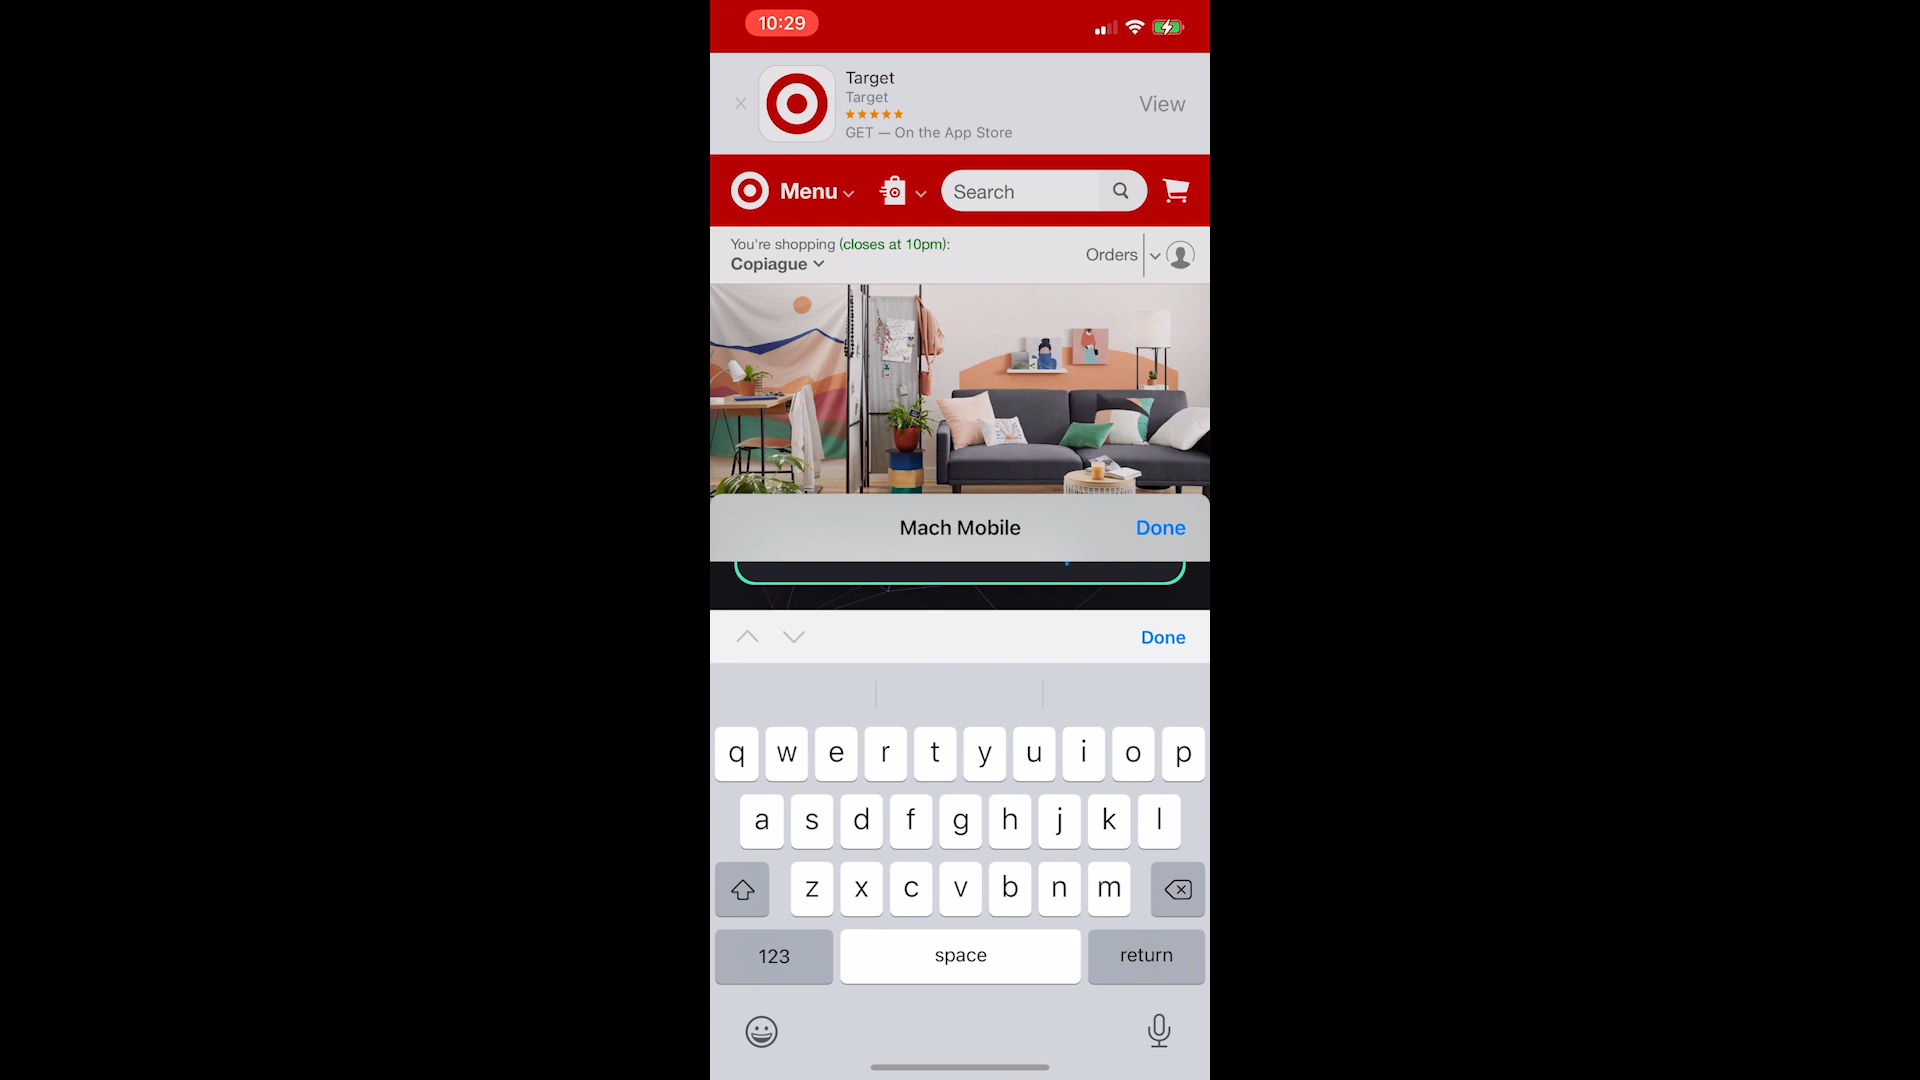 10:29
Target
Target
GET — On the App Store
View
Menu
Search
You're shopping (closes at 10pm):
Copiague
Orders
Mach Mobile
Done
Done
q w e r t y u i o p
a s d f g h j k l
z x c v b n m
123 space return